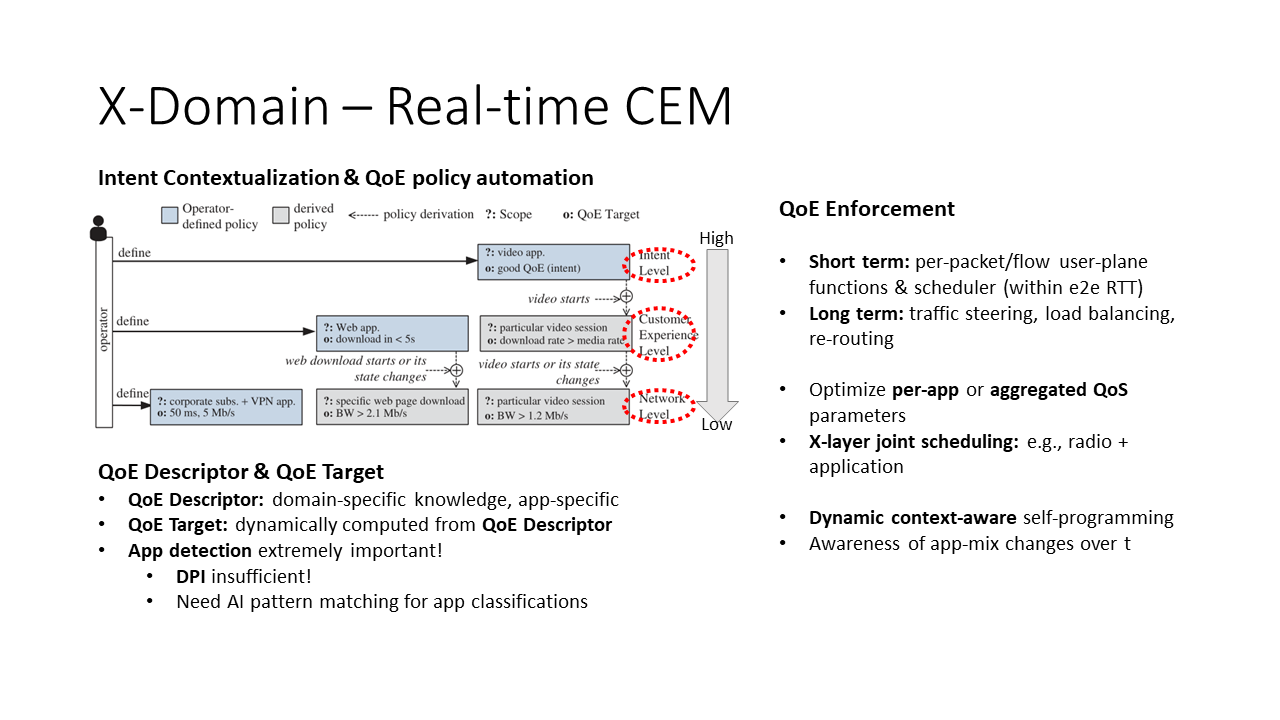 X-Domain – Real-time CEM
Intent Contextualization & QoE policy automation
Operator-
defined policy
derived
policy
policy derivation
?: Scope
o: QoE Target
High
operator
define
?: video app.
o: good QoE (intent)
Intent
Level
video starts
define
?: Web app.
o: download in < 5s
?: particular video session
o: download rate > media rate
Customer
Experience
Level
web download starts or its
state changes
video starts or its state
changes
define
?: corporate subs. + VPN app.
o: 50 ms, 5 Mb/s
?: specific web page download
o: BW > 2.1 Mb/s
?: particular video session
o: BW > 1.2 Mb/s
Network
Level
Low
QoE Descriptor & QoE Target
• QoE Descriptor: domain-specific knowledge, app-specific
• QoE Target: dynamically computed from QoE Descriptor
• App detection extremely important!
• DPI insufficient!
• Need AI pattern matching for app classifications
QoE Enforcement
• Short term: per-packet/flow user-plane
functions & scheduler (within e2e RTT)
• Long term: traffic steering, load balancing,
re-routing
• Optimize per-app or aggregated QoS
parameters
• X-layer joint scheduling: e.g., radio +
application
• Dynamic context-aware self-programming
• Awareness of app-mix changes over t